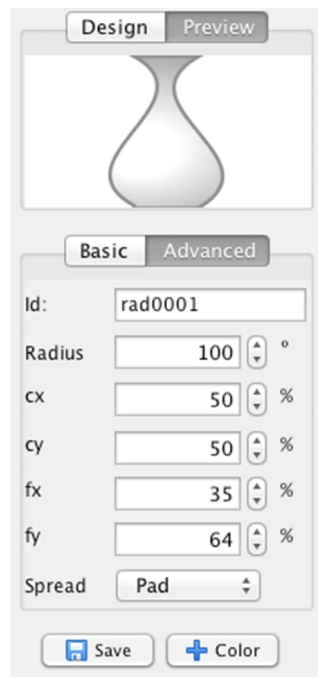 Design Preview
Basic Advanced
Id: rad0001
Radius 100 °
cx 50 %
cy 50 %
fx 35 %
fy 64 %
Spread Pad
Save Color